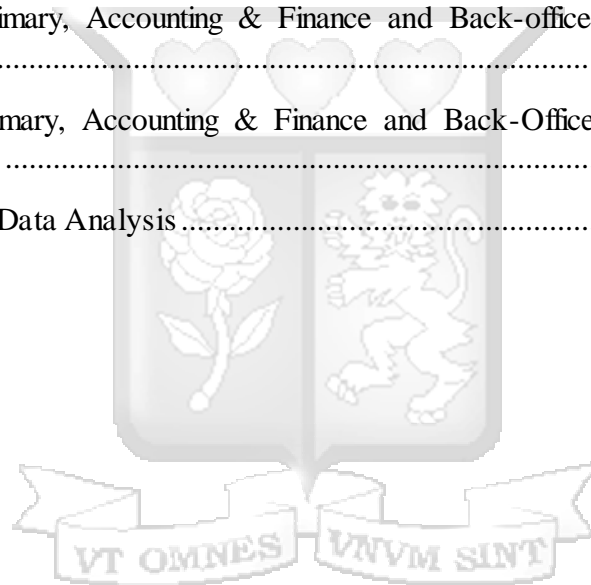 imary, Accounting & Finance and Back-office
................................................................................
mary, Accounting & Finance and Back-Office
................................................................................
Data Analysis ..........................................................
VT OMNES VNVM SINT